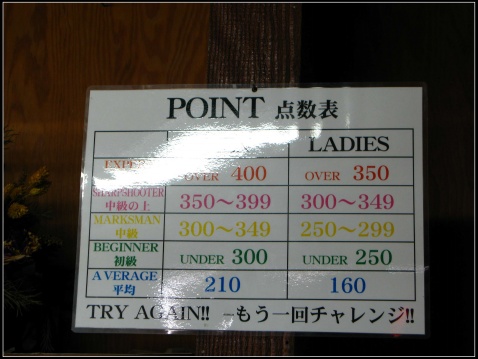 POINT 点数表
LADIES
OVER 400 OVER 350
SHARPSHOOTER 350～399 300～349
中級の上
MARKSMAN 300～349 250～299
中級
BEGINNER UNDER 300 UNDER 250
初級
AVERAGE 210 160
平均
TRY AGAIN!! ーもう一回チャレンジ!!